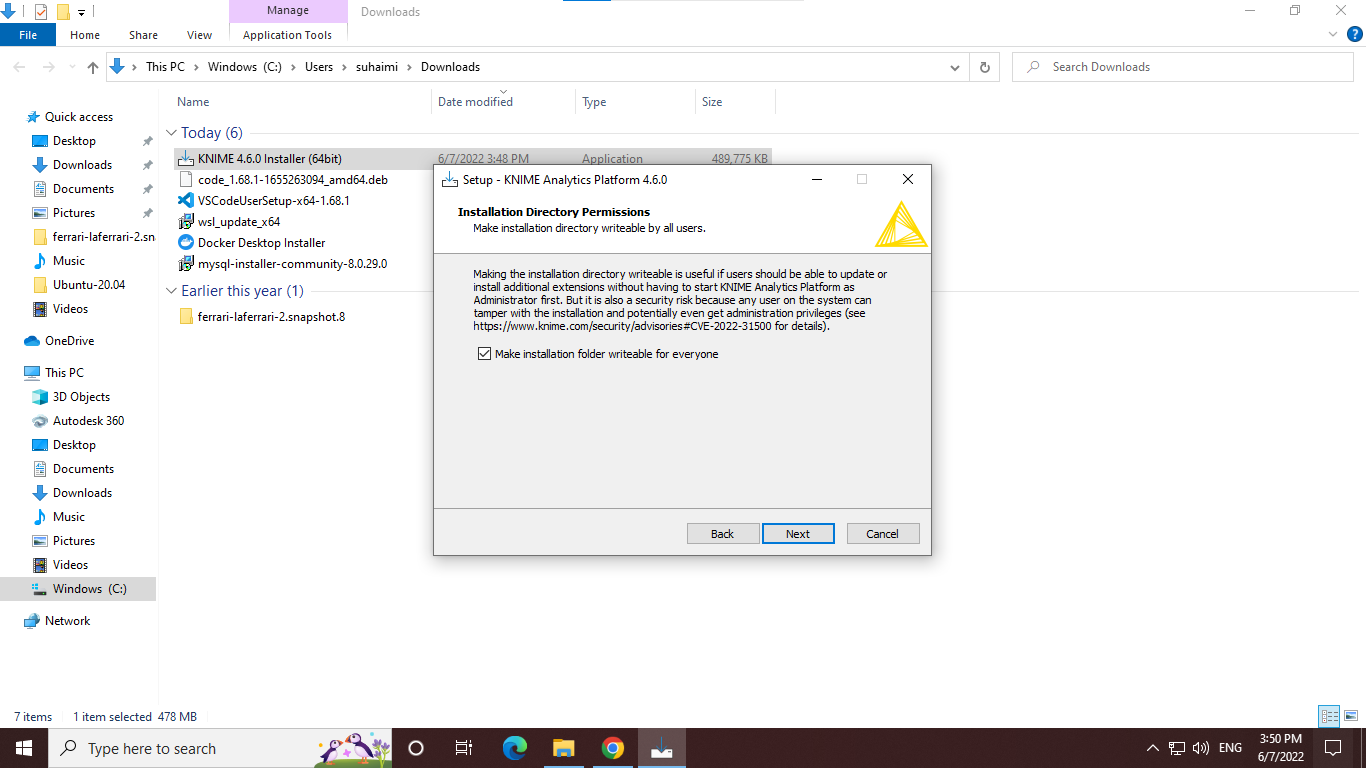 Manage
Downloads
File
Home
Share
View
Application Tools
This PC
Windows (C:)
Users
suhaimi
Downloads
Search Downloads
Name
Date modified
Type
Size
Quick access
Desktop
Downloads
Documents
Pictures
ferrari-laferrari-2.sn
Music
Ubuntu-20.04
Videos
OneDrive
This PC
3D Objects
Autodesk 360
Desktop
Documents
Downloads
Music
Pictures
Videos
Windows (C:)
Network
Today (6)
KNIME 4.6.0 Installer (64bit) 6/7/2022 3:48 PM Application 489,775 KB
code_1.68.1-1655263094_amd64.deb
VSCodeUserSetup-x64-1.68.1
wsl_update_x64
Docker Desktop Installer
mysql-installer-community-8.0.29.0
Earlier this year (1)
ferrari-laferrari-2.snapshot.8
Setup - KNIME Analytics Platform 4.6.0
Installation Directory Permissions
Make installation directory writeable by all users.
Making the installation directory writeable is useful if users should be able to update or
install additional extensions without having to start KNIME Analytics Platform as
Administrator first. But it is also a security risk because any user on the system can
tamper with the installation and potentially even get administration privileges (see
https://www.knime.com/security/advisories#CVE-2022-31500 for details).
Make installation folder writeable for everyone
Back
Next
Cancel
7 items
1 item selected 478 MB
Type here to search
ENG
3:50 PM
6/7/2022